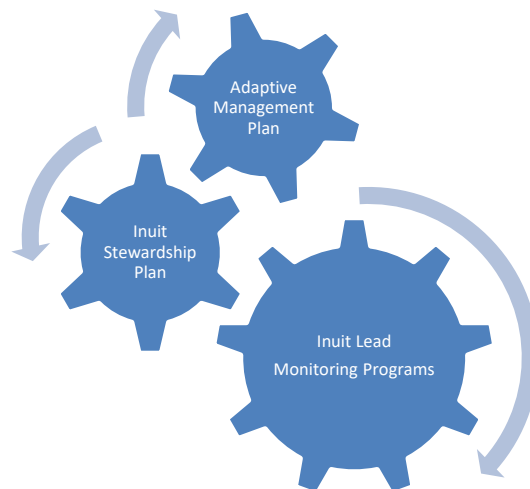 Adaptive
Management
Plan
Inuit
Stewardship
Plan
Inuit Lead
Monitoring Programs